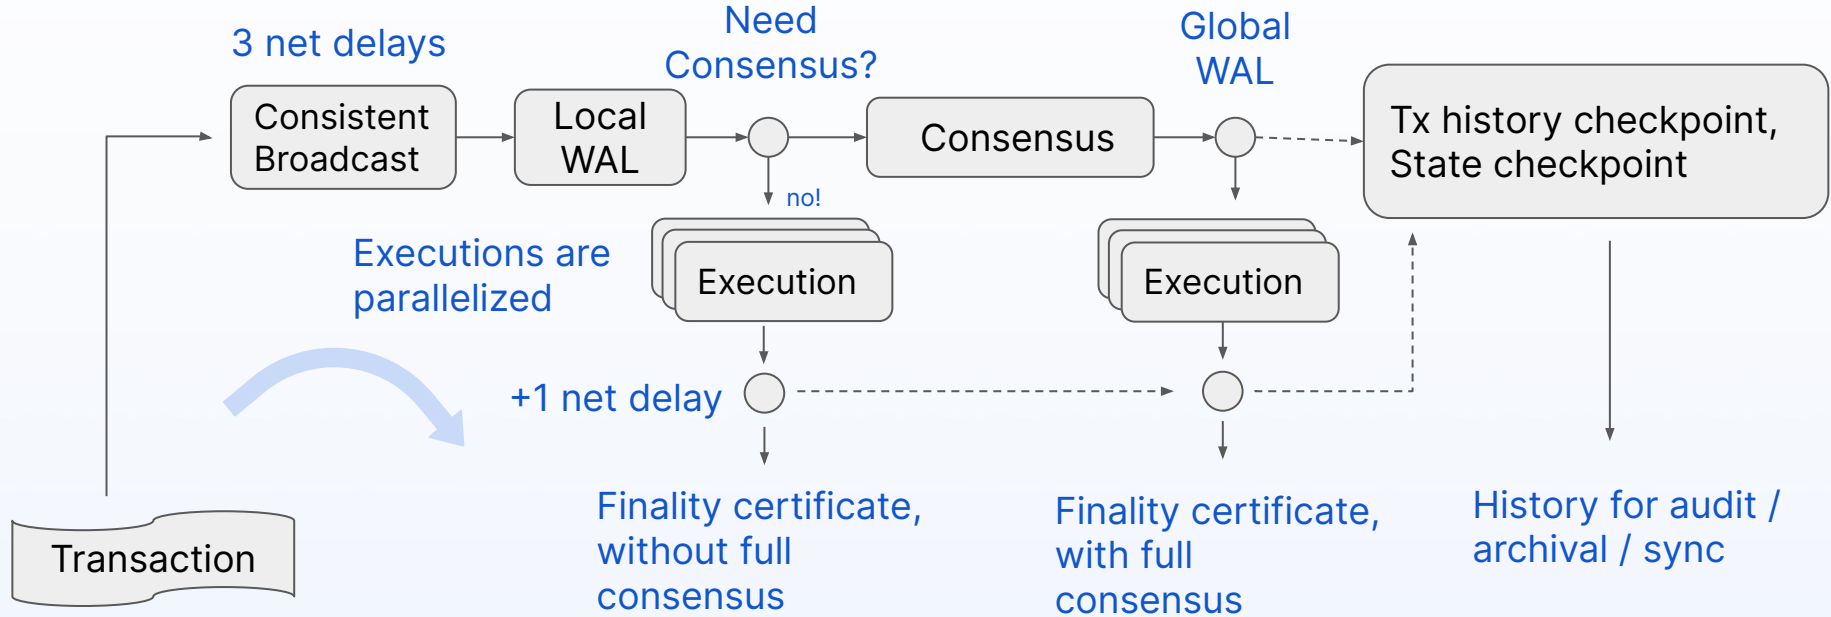 3 net delays
Need
Consensus?
Global
WAL
Consistent
Broadcast
Local
WAL
Consensus
Tx history checkpoint,
State checkpoint
no!
Executions are
parallelized
Execution
Execution
+1 net delay
Finality certificate,
without full
consensus
Finality certificate,
with full
consensus
History for audit /
archival / sync
Transaction